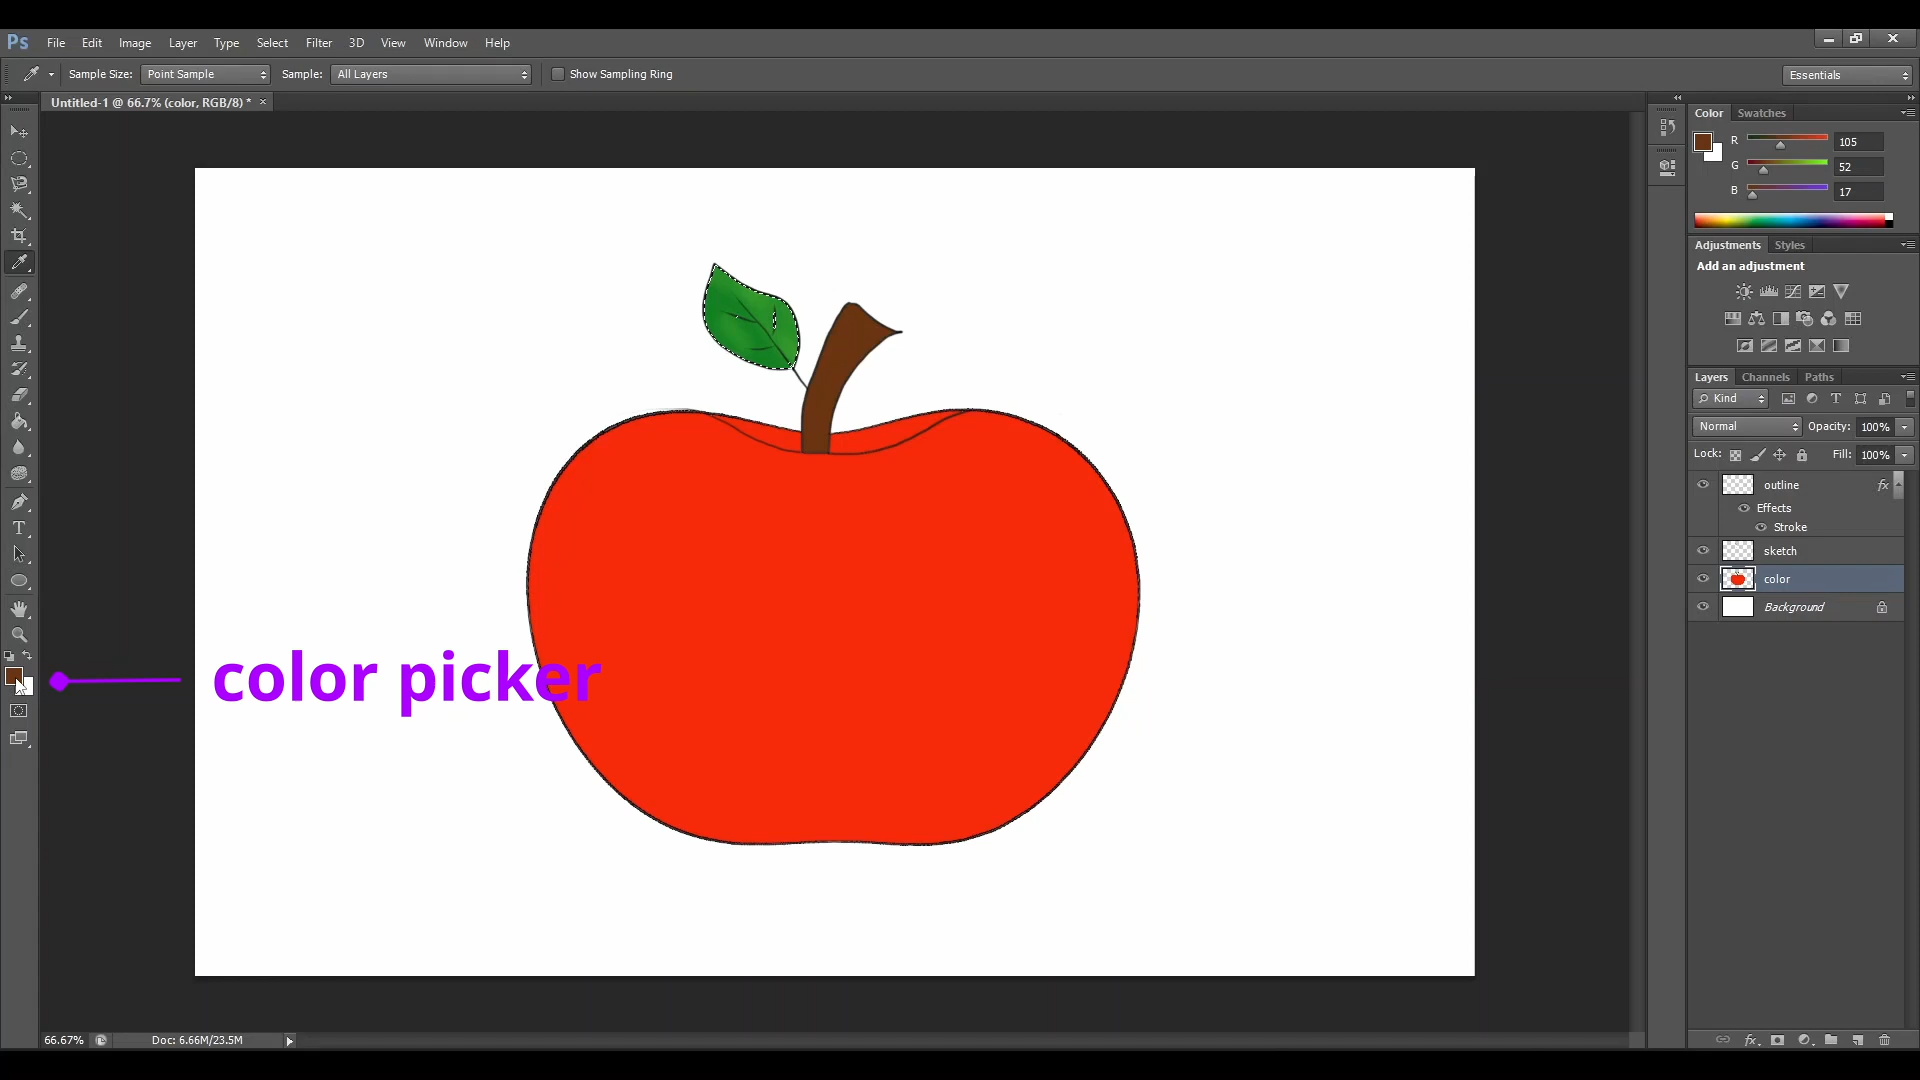 Ps File Edit Image Layer Type Select Filter 3D View Window Help
Sample Size: Point Sample Sample: All Layers Show Sampling Ring Essentials
Untitled-1 @ 66.7% (color, RGB/8) * ×
Color Swatches
R 105
G 52
B 17
Adjustments Styles
Add an adjustment
Layers Channels Paths
Kind
Normal Opacity: 100%
Lock: Fill: 100%
outline fx
Effects
Stroke
sketch
color
Background
color picker
66.67% Doc: 6.66M/23.5M